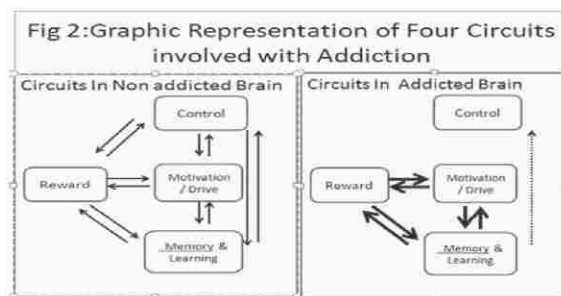 Fig 2:Graphic Representation of Four Circuits
involved with Addiction
Circuits In Non addicted Brain
Control
Reward
Motivation
/ Drive
Memory &
Learning
Circuits In Addicted Brain
Control
Reward
Motivation
/ Drive
Memory &
Learning